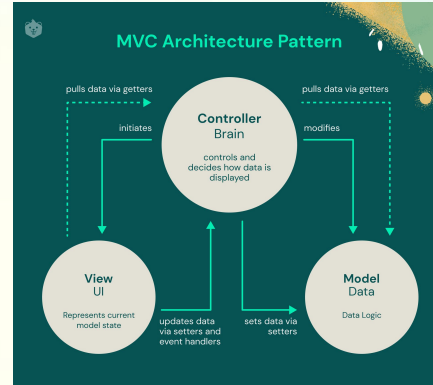 MVC Architecture Pattern
pulls data via getters
pulls data via getters
initiates
modifies
Controller
Brain
controls and
decides how data is
displayed
View
UI
Represents current
model state
Model
Data
Data Logic
updates data
via setters and
event handlers
sets data via
setters